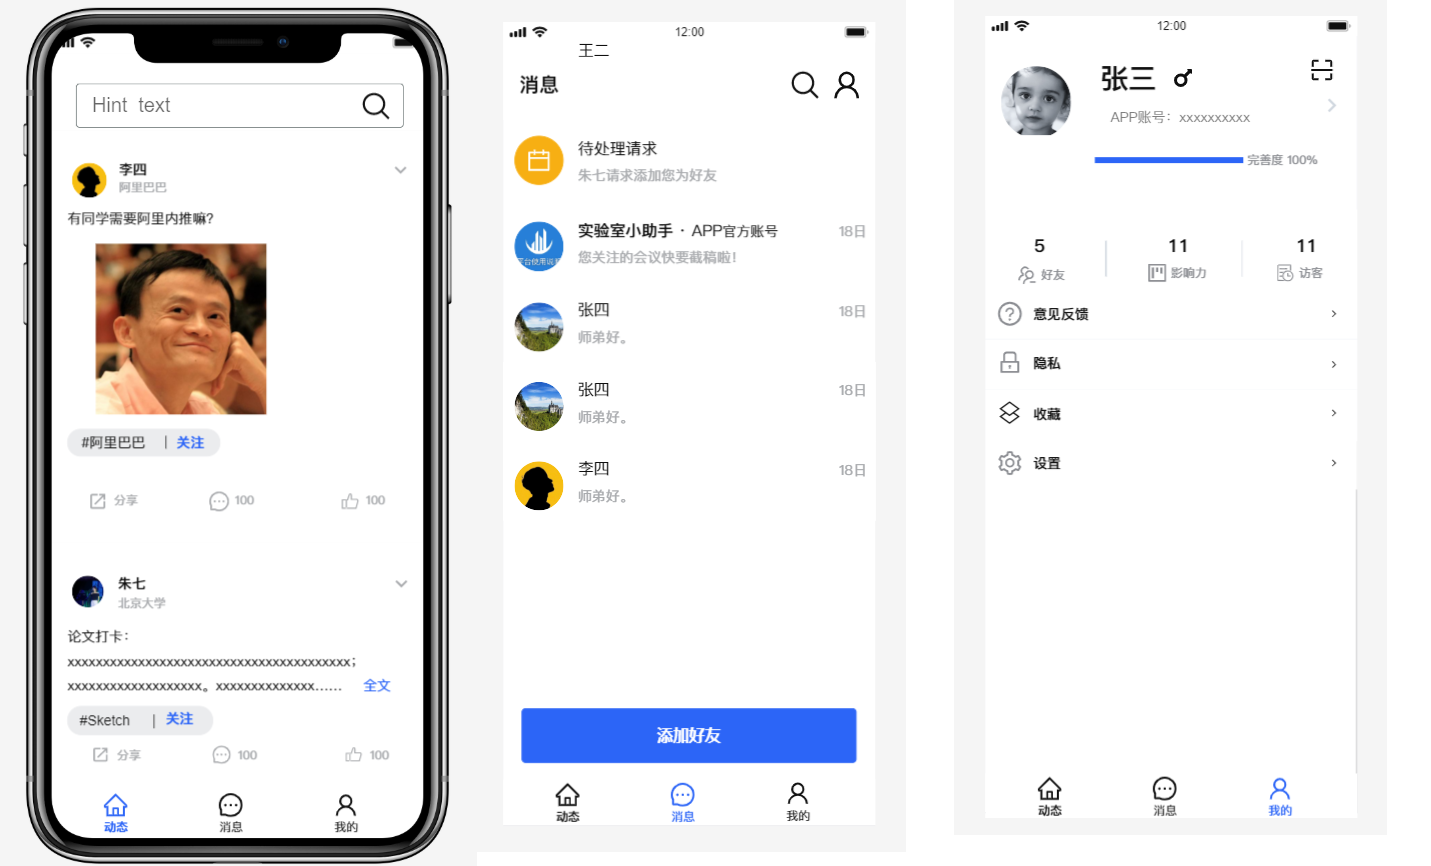 Hint text
李四
阿里巴巴
有同学需要阿里内推嘛?
#阿里巴巴 | 关注
分享 100 100
朱七
北京大学
论文打卡：
xxxxxxxxxxxxxxxxxxxxxxxxxxxxxxxxxxxxxxxx；
xxxxxxxxxxxxxxxxxxx。xxxxxxxxxxxxxx...... 全文
#Sketch | 关注
分享 100 100
动态 消息 我的
12:00
王二
消息
待处理请求
朱七请求添加您为好友
实验室小助手 · APP官方账号 18日
您关注的会议快要截稿啦！
张四 18日
师弟好。
张四 18日
师弟好。
李四 18日
师弟好。
添加好友
动态 消息 我的
12:00
张三
APP账号：xxxxxxxxxx
完善度 100%
5 11 11
好友 影响力 访客
意见反馈
隐私
收藏
设置
动态 消息 我的